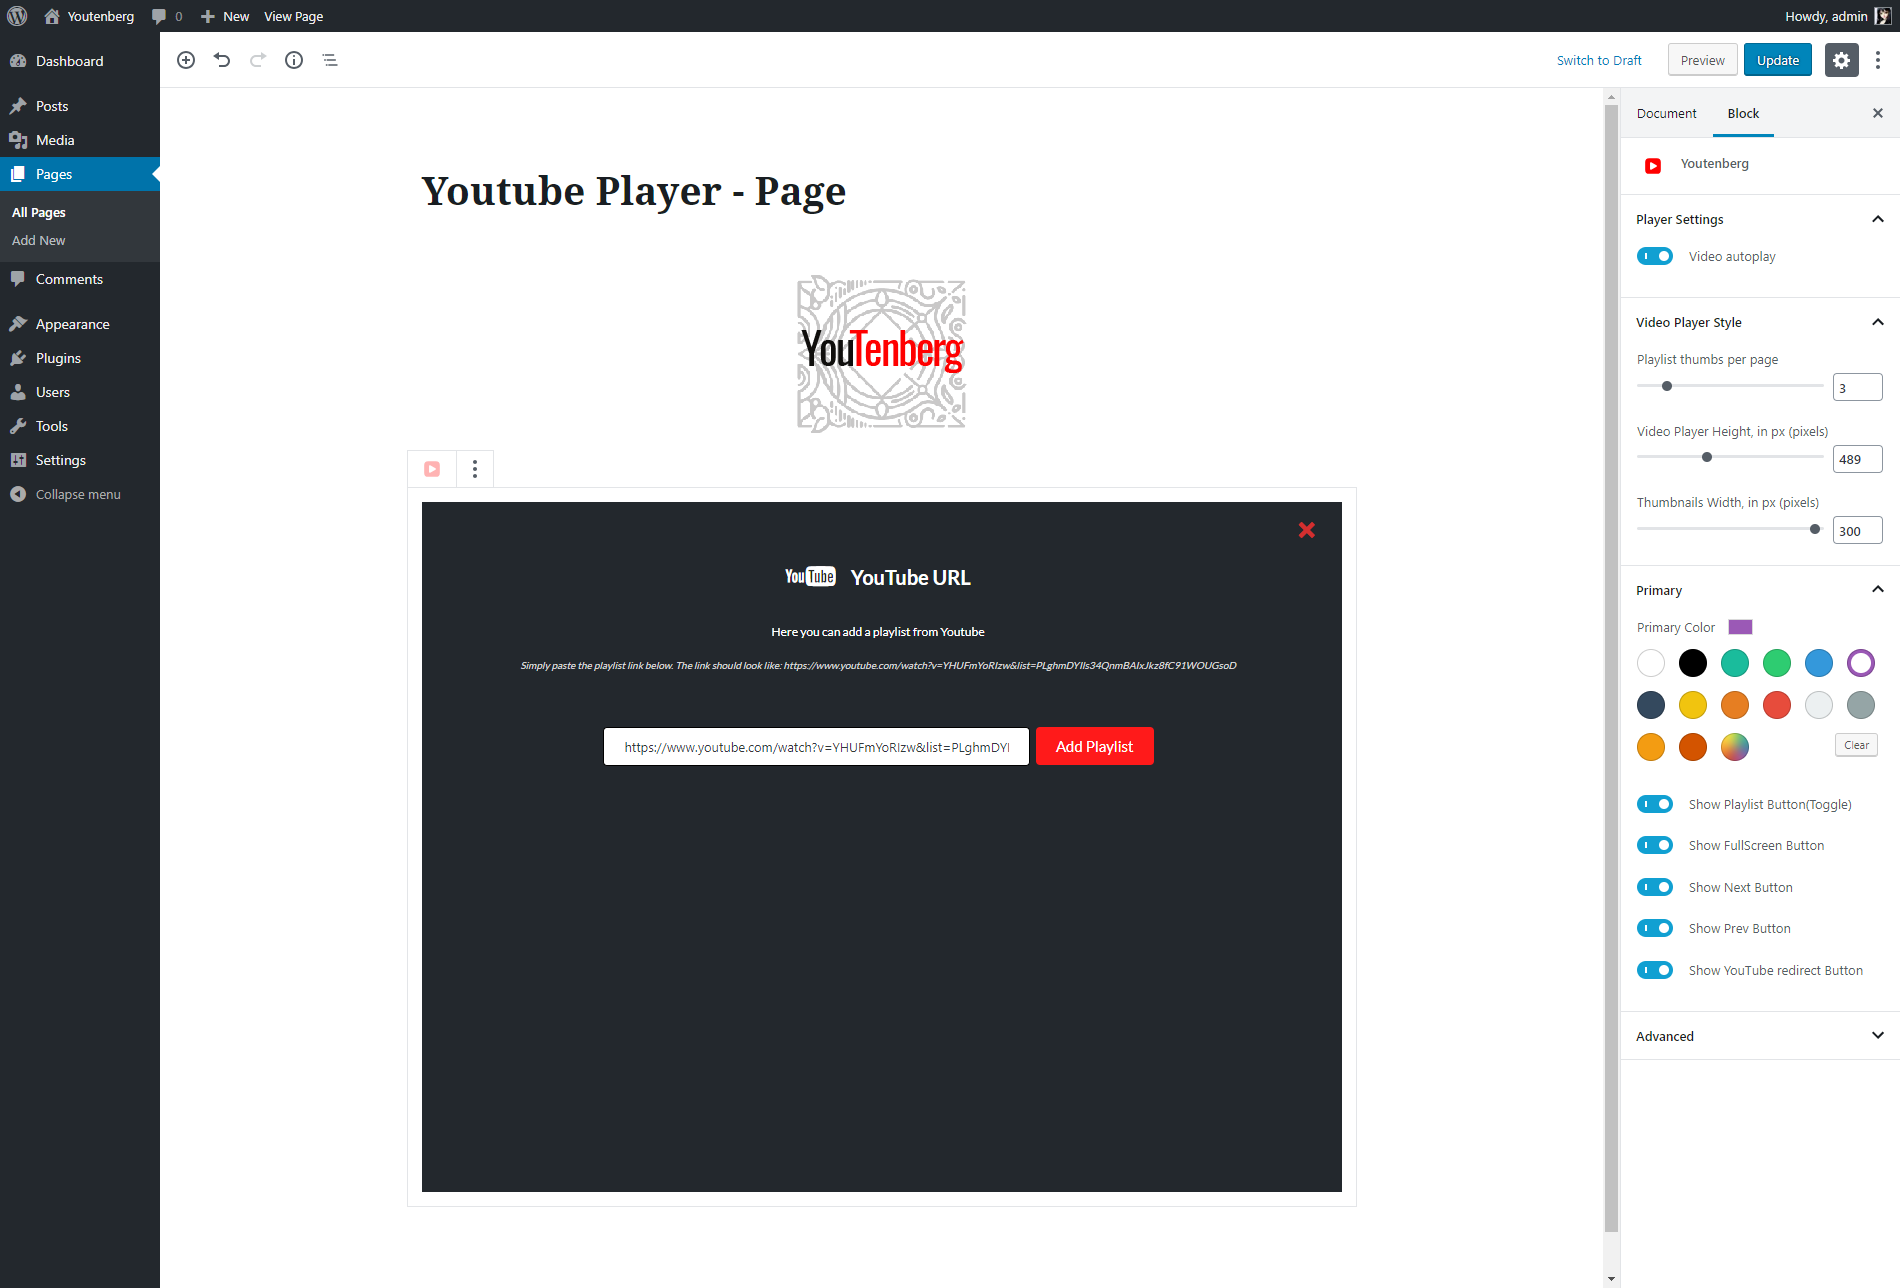 Youtenberg
0
New
View Page
Howdy, admin
Dashboard
Posts
Media
Pages
All Pages
Add New
Comments
Appearance
Plugins
Users
Tools
Settings
Collapse menu
Switch to Draft
Preview
Update
Youtube Player - Page
YouTenberg
YouTube
YouTube URL
Here you can add a playlist from Youtube
Simply paste the playlist link below. The link should look like: https://www.youtube.com/watch?v=YHUFmYoRIzw&list=PLghmDYIIs34QnmBAIxJkz8fC91WOUGsoD
https://www.youtube.com/watch?v=YHUFmYoRIzw&list=PLghmDYI
Add Playlist
Document
Block
Youtenberg
Player Settings
Video autoplay
Video Player Style
Playlist thumbs per page
3
Video Player Height, in px (pixels)
489
Thumbnails Width, in px (pixels)
300
Primary
Primary Color
Clear
Show Playlist Button(Toggle)
Show FullScreen Button
Show Next Button
Show Prev Button
Show YouTube redirect Button
Advanced